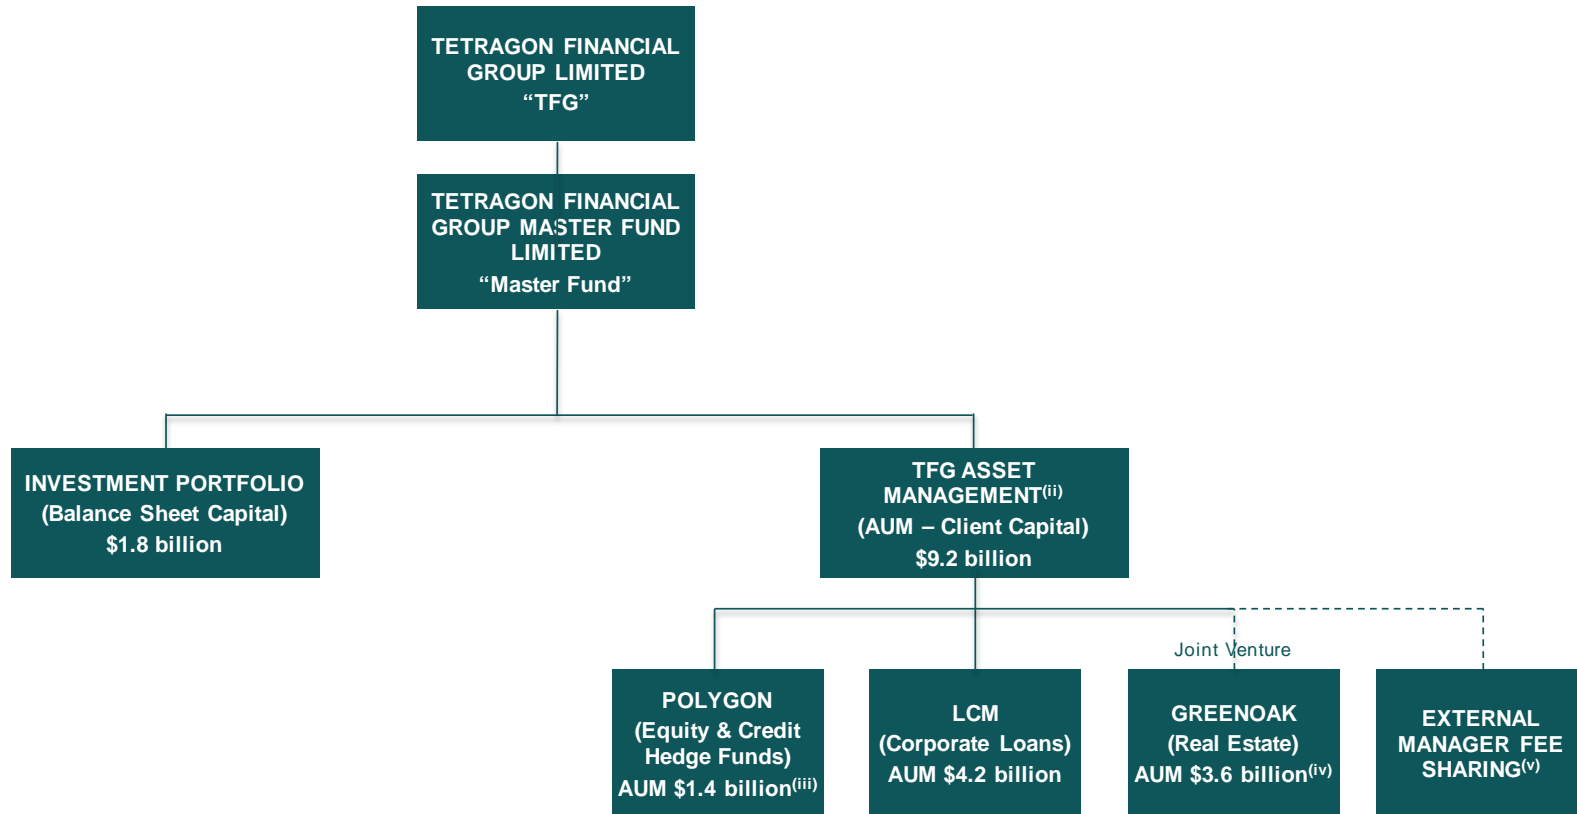 TETRAGON FINANCIAL
GROUP LIMITED
“TFG”
TETRAGON FINANCIAL
GROUP MASTER FUND
LIMITED
“Master Fund”
INVESTMENT PORTFOLIO
(Balance Sheet Capital)
$1.8 billion
TFG ASSET
MANAGEMENT(ii)
(AUM – Client Capital)
$9.2 billion
Joint Venture
POLYGON
(Equity & Credit
Hedge Funds)
AUM $1.4 billion(iii)
LCM
(Corporate Loans)
AUM $4.2 billion
GREENOAK
(Real Estate)
AUM $3.6 billion(iv)
EXTERNAL
MANAGER FEE
SHARING(v)